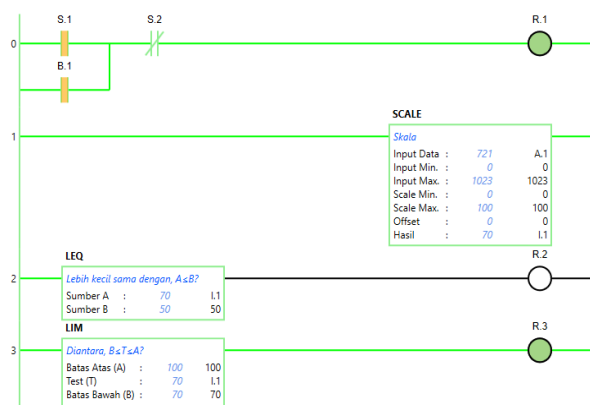 S.1 S.2 R.1
0
B.1
SCALE
1
Skala
Input Data : 721 A.1
Input Min. : 0 0
Input Max. : 1023 1023
Scale Min. : 0 0
Scale Max. : 100 100
Offset : 0 0
Hasil : 70 I.1
LEQ R.2
2
Lebih kecil sama dengan, A≤B?
Sumber A : 70 I.1
Sumber B : 50 50
LIM R.3
3
Diantara, B≤T≤A?
Batas Atas (A) : 100 100
Test (T) : 70 I.1
Batas Bawah (B) : 70 70